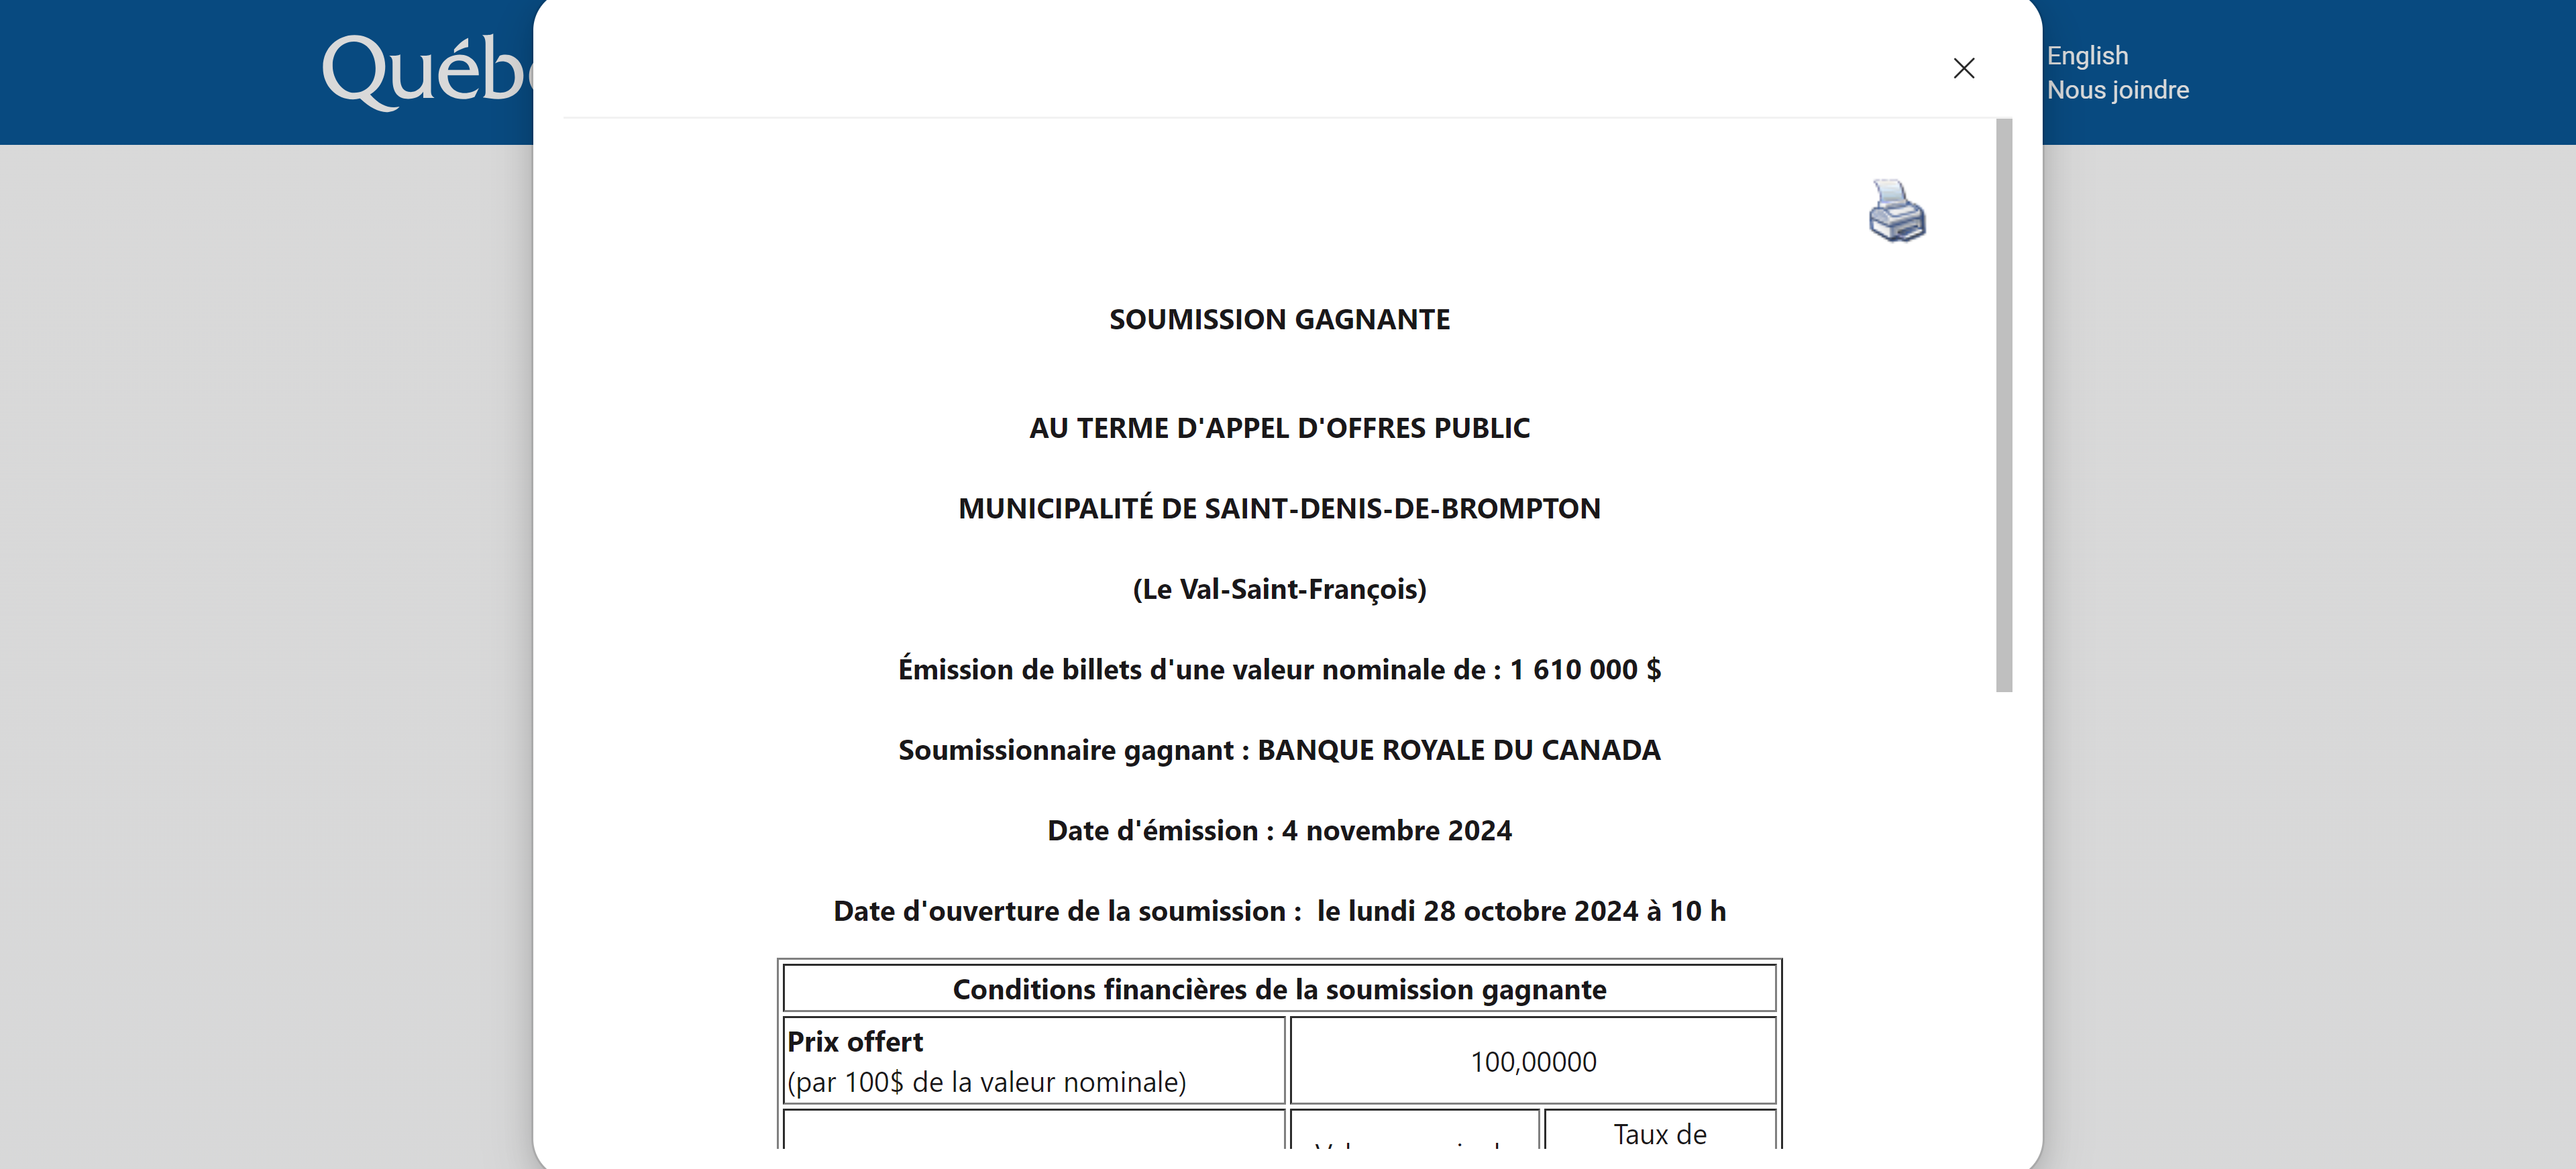 Québ
English
Nous joindre
SOUMISSION GAGNANTE
AU TERME D'APPEL D'OFFRES PUBLIC
MUNICIPALITÉ DE SAINT-DENIS-DE-BROMPTON
(Le Val-Saint-François)
Émission de billets d'une valeur nominale de : 1 610 000 $
Soumissionnaire gagnant : BANQUE ROYALE DU CANADA
Date d'émission : 4 novembre 2024
Date d'ouverture de la soumission :  le lundi 28 octobre 2024 à 10 h
Conditions financières de la soumission gagnante
Prix offert
(par 100$ de la valeur nominale)
100,00000
Taux de